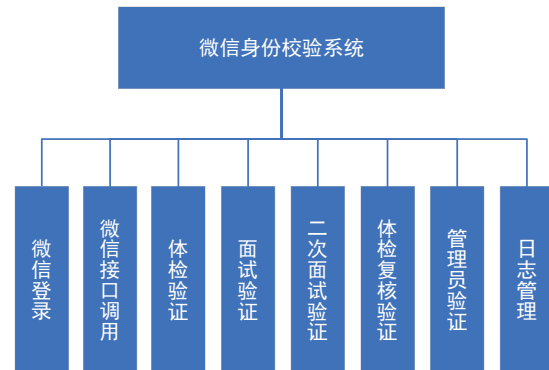 微信身份校验系统
微信登录
微信接口调用
体检验证
面试验证
二次面试验证
体检复核验证
管理员验证
日志管理